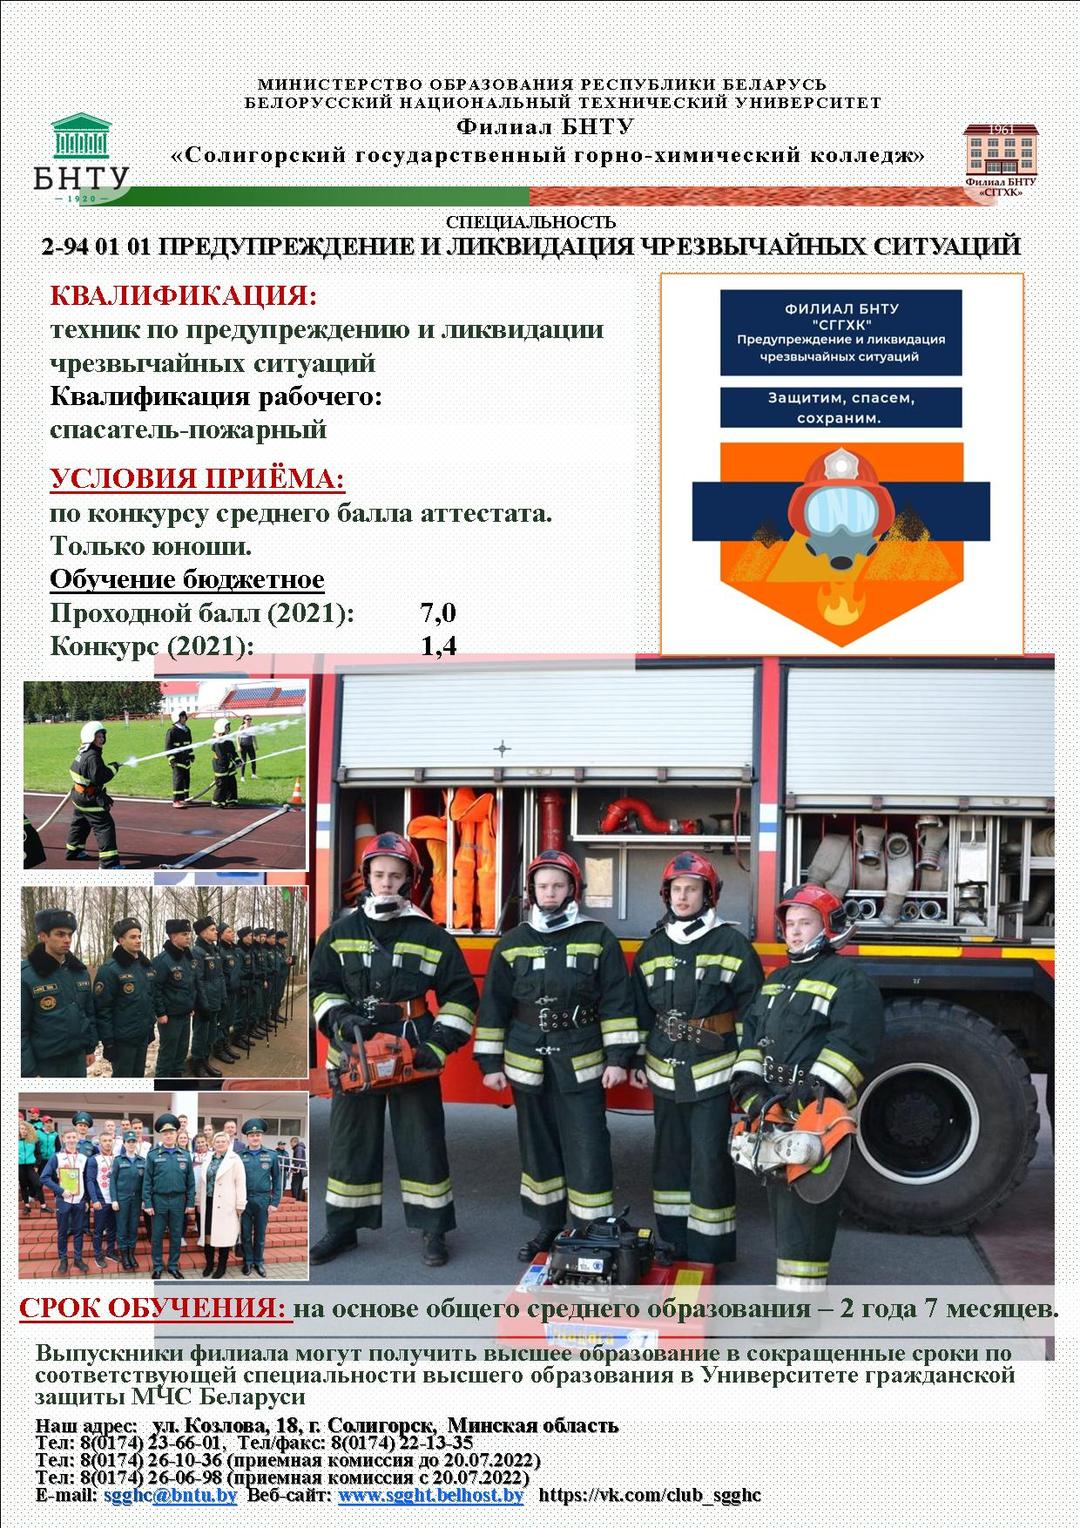 МИНИСТЕРСТВО ОБРАЗОВАНИЯ РЕСПУБЛИКИ БЕЛАРУСЬ
БЕЛОРУССКИЙ НАЦИОНАЛЬНЫЙ ТЕХНИЧЕСКИЙ УНИВЕРСИТЕТ
Филиал БНТУ
«Солигорский государственный горно-химический колледж»
БНТУ
1920
1961
Филиал БНТУ
«СГГХК»
СПЕЦИАЛЬНОСТЬ
2-94 01 01 ПРЕДУПРЕЖДЕНИЕ И ЛИКВИДАЦИЯ ЧРЕЗВЫЧАЙНЫХ СИТУАЦИЙ
КВАЛИФИКАЦИЯ:
техник по предупреждению и ликвидации
чрезвычайных ситуаций
Квалификация рабочего:
спасатель-пожарный
УСЛОВИЯ ПРИЁМА:
по конкурсу среднего балла аттестата.
Только юноши.
Обучение бюджетное
Проходной балл (2021): 7,0
Конкурс (2021): 1,4
ФИЛИАЛ БНТУ
"СГГХК"
Предупреждение и ликвидация
чрезвычайных ситуаций
Защитим, спасем,
сохраним.
СРОК ОБУЧЕНИЯ: на основе общего среднего образования – 2 года 7 месяцев.
Выпускники филиала могут получить высшее образование в сокращенные сроки по
соответствующей специальности высшего образования в Университете гражданской
защиты МЧС Беларуси
Наш адрес: ул. Козлова, 18, г. Солигорск, Минская область
Тел: 8(0174) 23-66-01, Тел/факс: 8(0174) 22-13-35
Тел: 8(0174) 26-10-36 (приемная комиссия до 20.07.2022)
Тел: 8(0174) 26-06-98 (приемная комиссия с 20.07.2022)
E-mail: sgghc@bntu.by Веб-сайт: www.sgght.belhost.by https://vk.com/club_sgghc